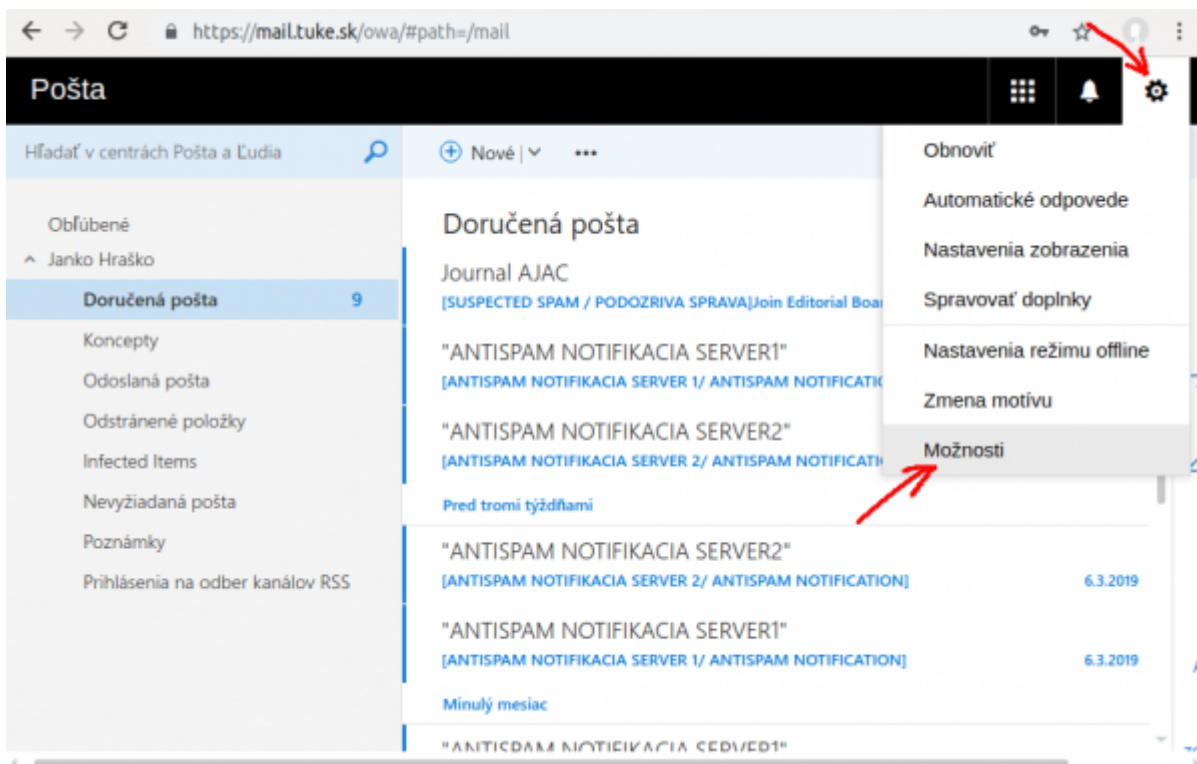 https://mail.tuke.sk/owa/#path=/mail
Pošta
Hľadať v centrách Pošta a Ľudia
Nové
Obľúbené
Janko Hraško
Doručená pošta 9
Koncepty
Odoslaná pošta
Odstránené položky
Infected Items
Nevyžiadaná pošta
Poznámky
Prihlásenia na odber kanálov RSS
Doručená pošta
Journal AJAC
[SUSPECTED SPAM / PODOZRIVA SPRAVA]Join Editorial
"ANTISPAM NOTIFIKACIA SERVER1"
[ANTISPAM NOTIFIKACIA SERVER 1/ ANTISPAM
"ANTISPAM NOTIFIKACIA SERVER2"
[ANTISPAM NOTIFIKACIA SERVER 2/ ANTISPAM
Pred tromi týždňami
"ANTISPAM NOTIFIKACIA SERVER2"
[ANTISPAM NOTIFIKACIA SERVER 2/ ANTISPAM NOTIFICATION] 6.3.2019
"ANTISPAM NOTIFIKACIA SERVER1"
[ANTISPAM NOTIFIKACIA SERVER 1/ ANTISPAM NOTIFICATION] 6.3.2019
Minulý mesiac
"ANTISPAM NOTIFIKACIA SERVER1"
Obnoviť
Automatické odpovede
Nastavenia zobrazenia
Spravovať doplnky
Nastavenia režimu offline
Zmena motívu
Možnosti